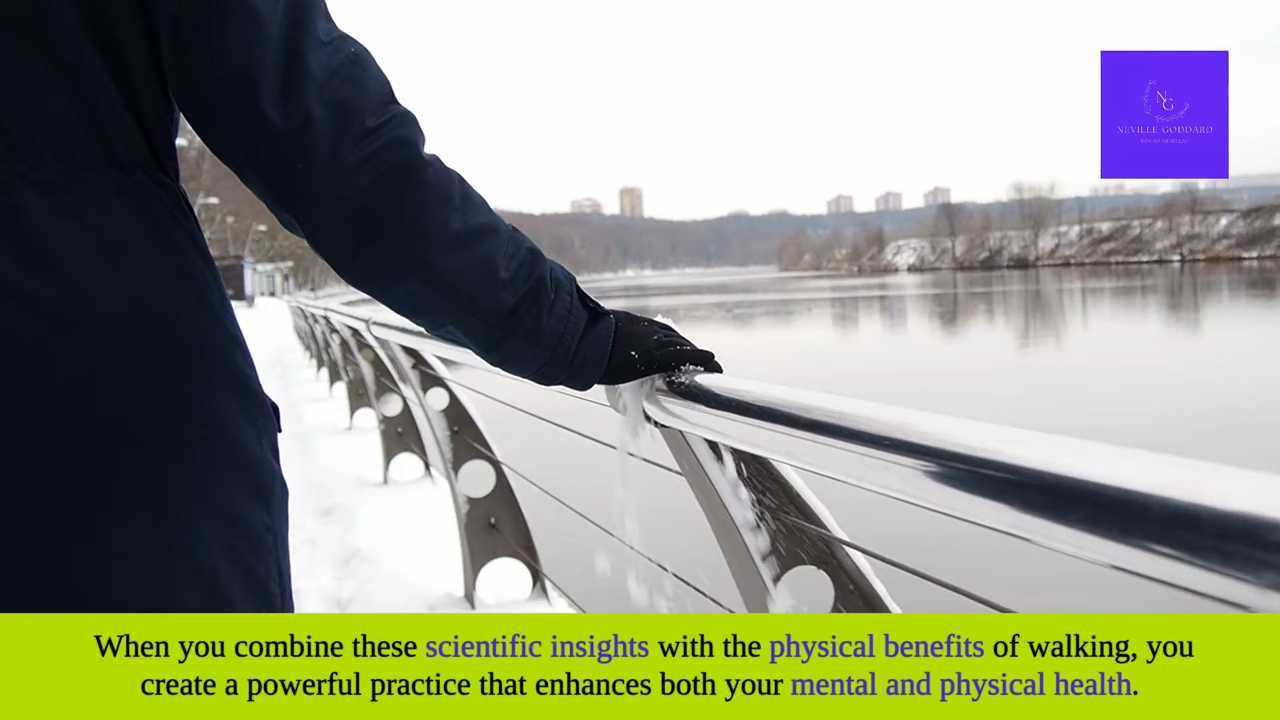 NG
NEVILLE GODDARD
When you combine these scientific insights with the physical benefits of walking, you
create a powerful practice that enhances both your mental and physical health.